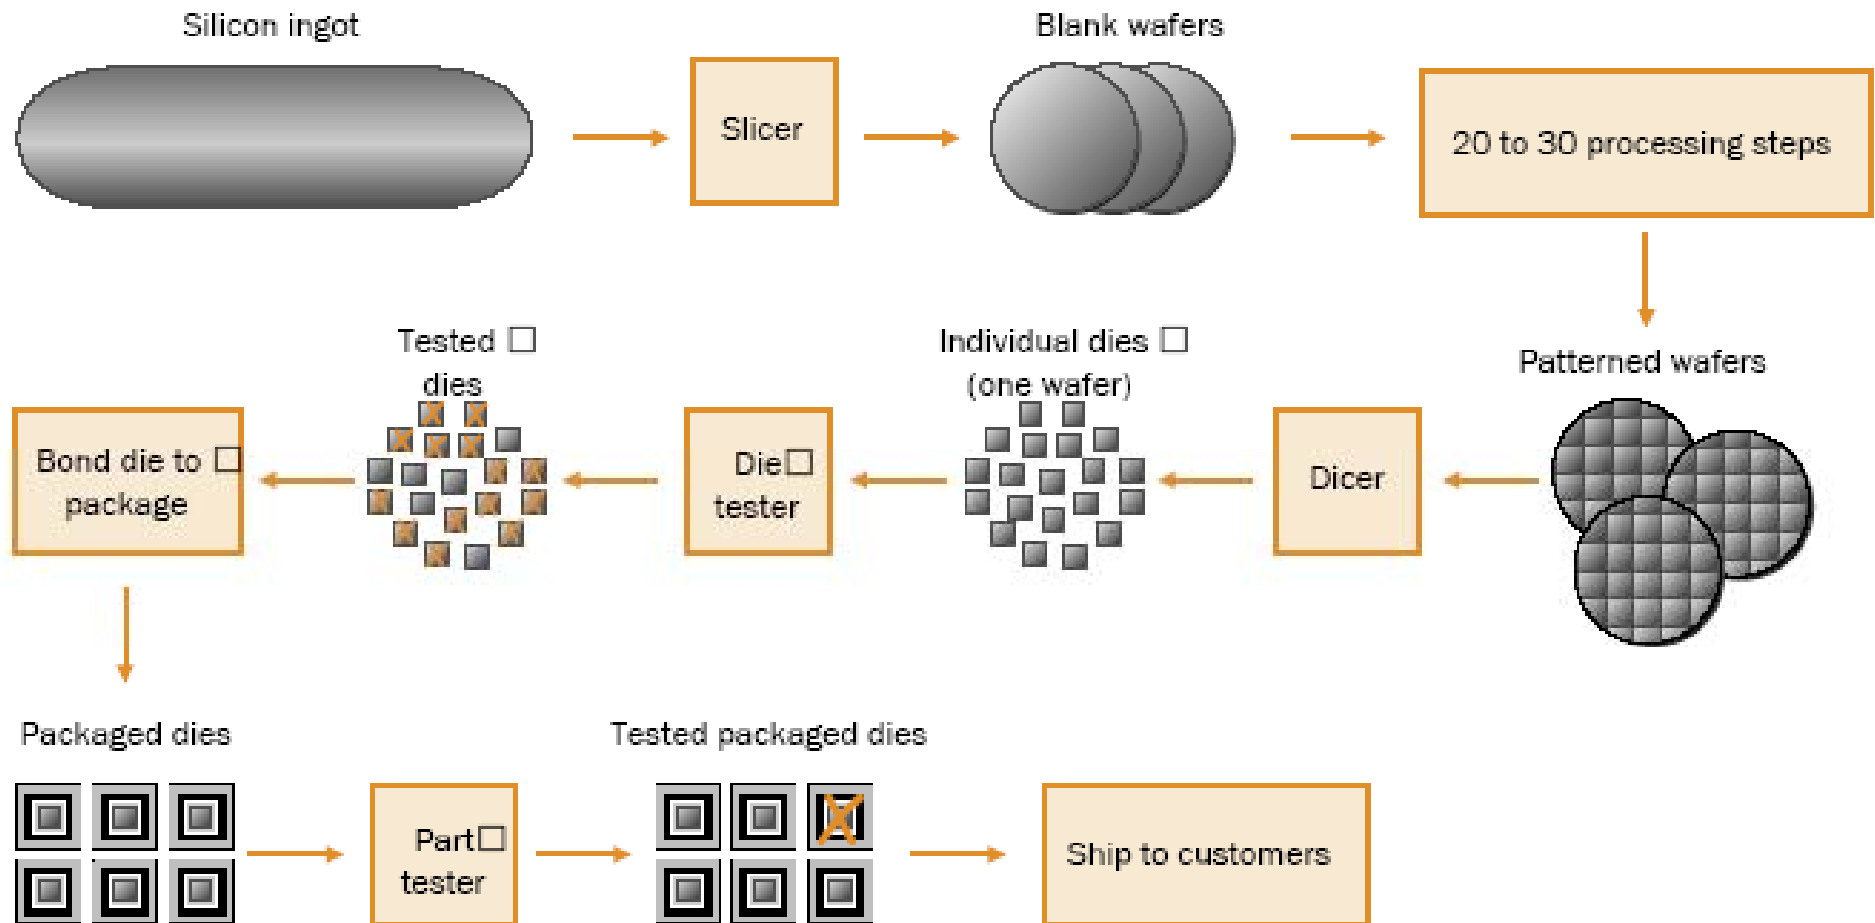 Silicon ingot
Blank wafers
Slicer
20 to 30 processing steps
Tested □
dies
Individual dies □
(one wafer)
Patterned wafers
Bond die to □
package
Die□
tester
Dicer
Packaged dies
Tested packaged dies
Part□
tester
Ship to customers